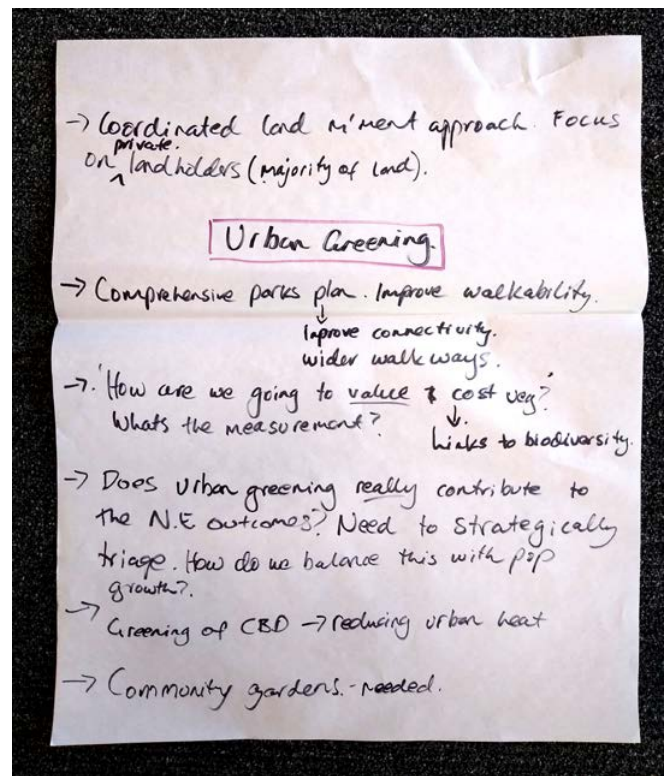 → Coordinated land m'ment approach. Focus
on private. landholders (majority of land).
Urban Greening.
→ Comprehensive parks plan. Improve walkability.
↓
Improve connectivity.
wider walkways.
→. 'How are we going to value & cost veg?'
Whats the measurement?
↓.
Links to biodiversity.
→ Does urban greening really contribute to
the N.E outcomes? Need to strategically
triage. How do we balance this with pop
growth?.
→ Greening of CBD → reducing urban heat
→ Community gardens. - needed.